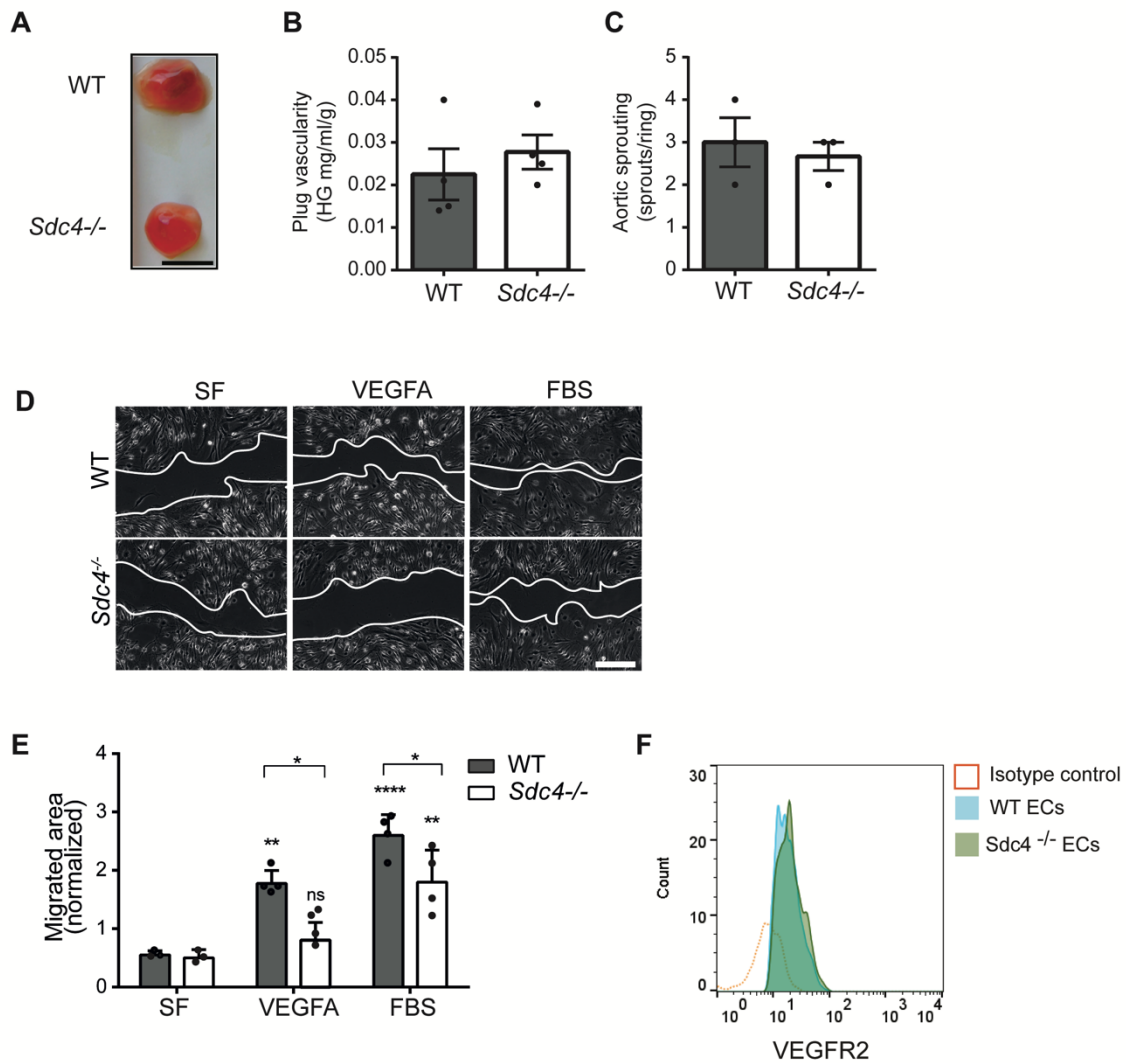 A
WT
Sdc4-/-
B
Plug vascularity
(HG mg/ml/g)
0.05
0.04
0.03
0.02
0.01
0.00
WT
Sdc4-/-
C
Aortic sprouting
(sprouts/ring)
5
4
3
2
1
0
WT
Sdc4-/-
D
SF
VEGFA
FBS
WT
Sdc4-/-
E
Migrated area
(normalized)
4
3
2
1
0
*
**
ns
*
****
**
WT
Sdc4-/-
SF
VEGFA
FBS
F
Count
30
20
10
0
10⁰
10¹
10²
10³
10⁴
VEGFR2
Isotype control
WT ECs
Sdc4 -/- ECs